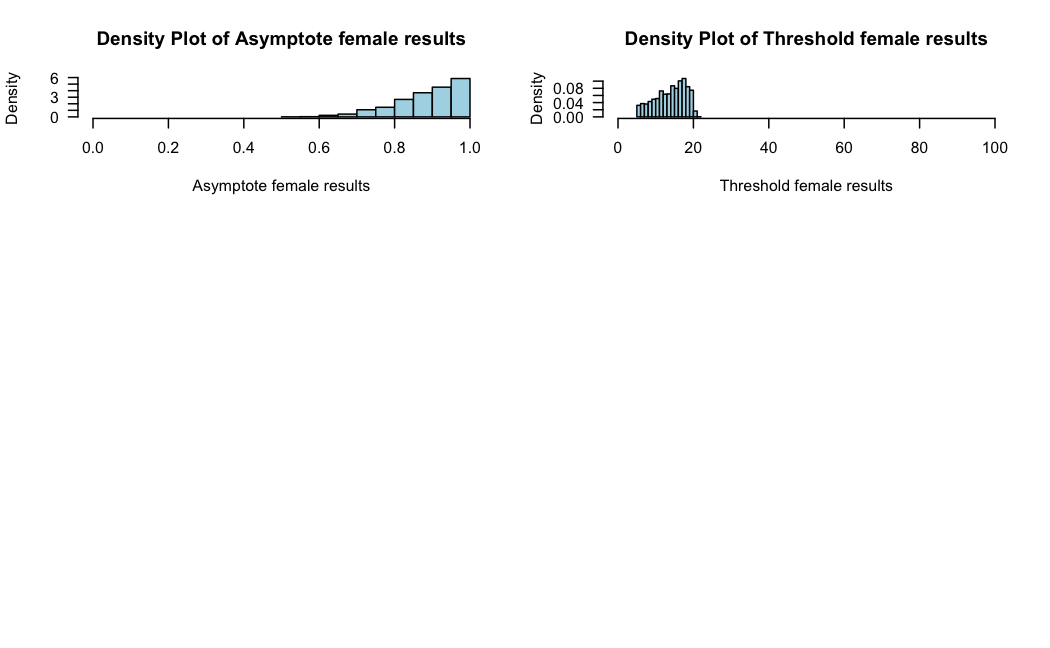 Density Plot of Asymptote female results
Density
6
3
0
0.0 0.2 0.4 0.6 0.8 1.0
Asymptote female results
Density Plot of Threshold female results
Density
0.08
0.04
0.00
0 20 40 60 80 100
Threshold female results